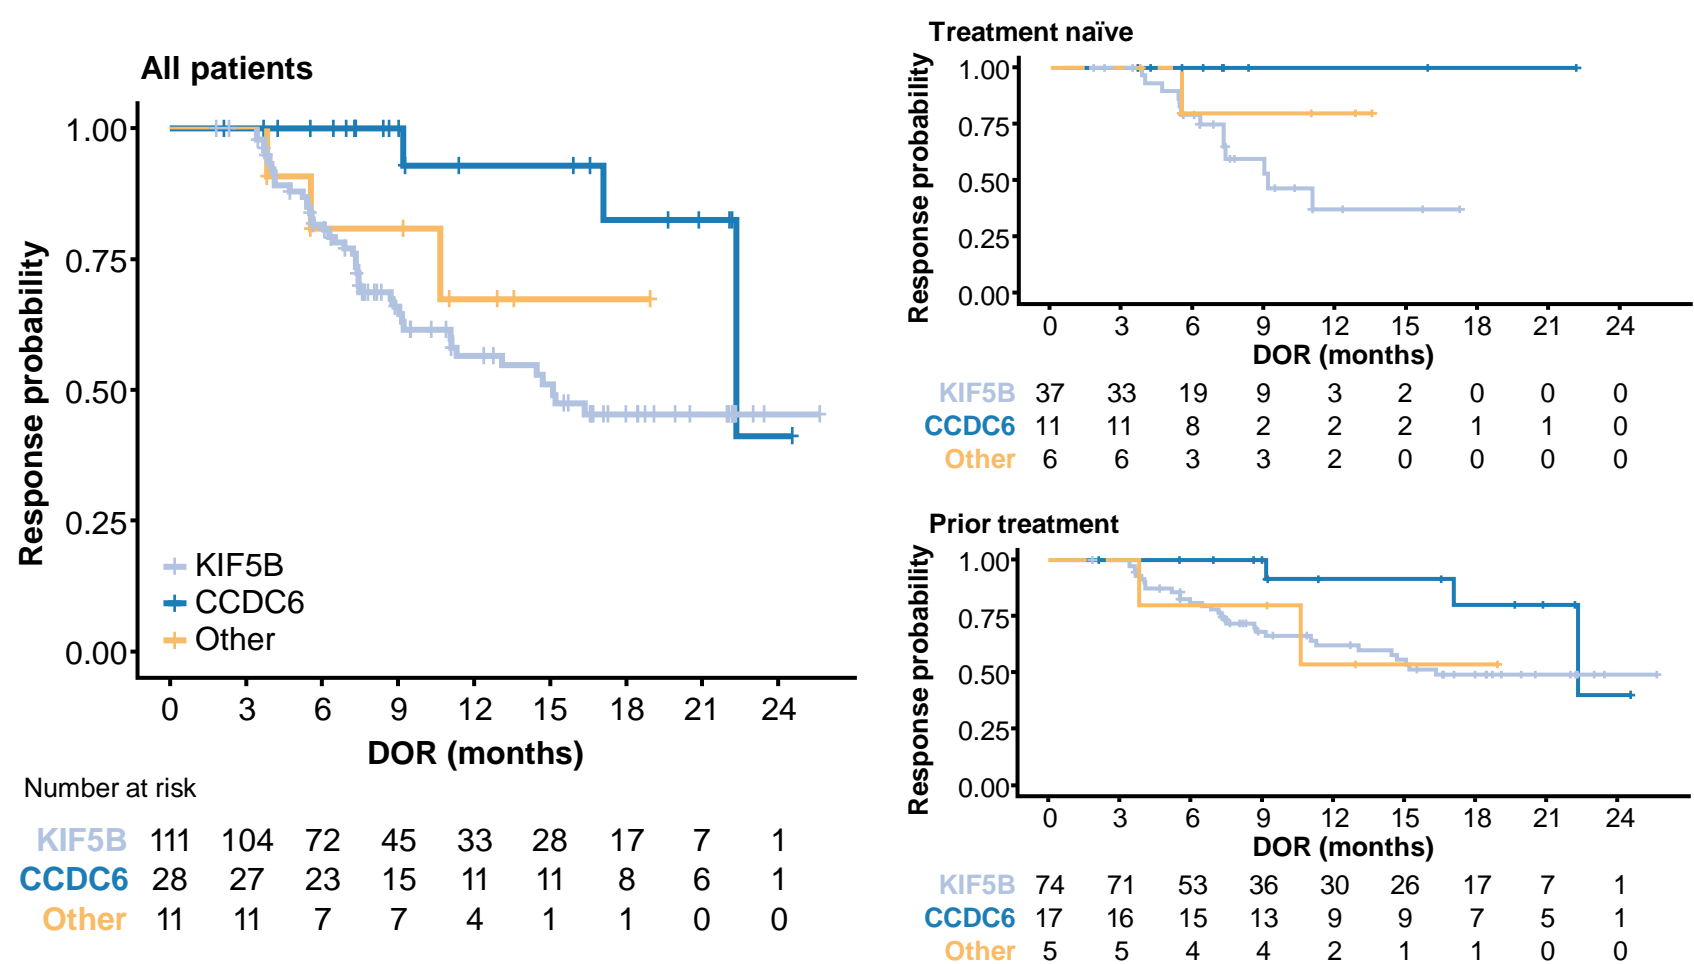 All patients
Response probability
1.00
0.75
0.50
0.25
0.00
KIF5B
CCDC6
Other
0 3 6 9 12 15 18 21 24
DOR (months)
Number at risk
KIF5B 111 104 72 45 33 28 17 7 1
CCDC6 28 27 23 15 11 11 8 6 1
Other 11 11 7 7 4 1 1 0 0
Treatment naïve
Response probability
1.00
0.75
0.50
0.25
0.00
0 3 6 9 12 15 18 21 24
DOR (months)
KIF5B 37 33 19 9 3 2 0 0 0
CCDC6 11 11 8 2 2 2 1 1 0
Other 6 6 3 3 2 0 0 0 0
Prior treatment
Response probability
1.00
0.75
0.50
0.25
0.00
0 3 6 9 12 15 18 21 24
DOR (months)
KIF5B 74 71 53 36 30 26 17 7 1
CCDC6 17 16 15 13 9 9 7 5 1
Other 5 5 4 4 2 1 1 0 0